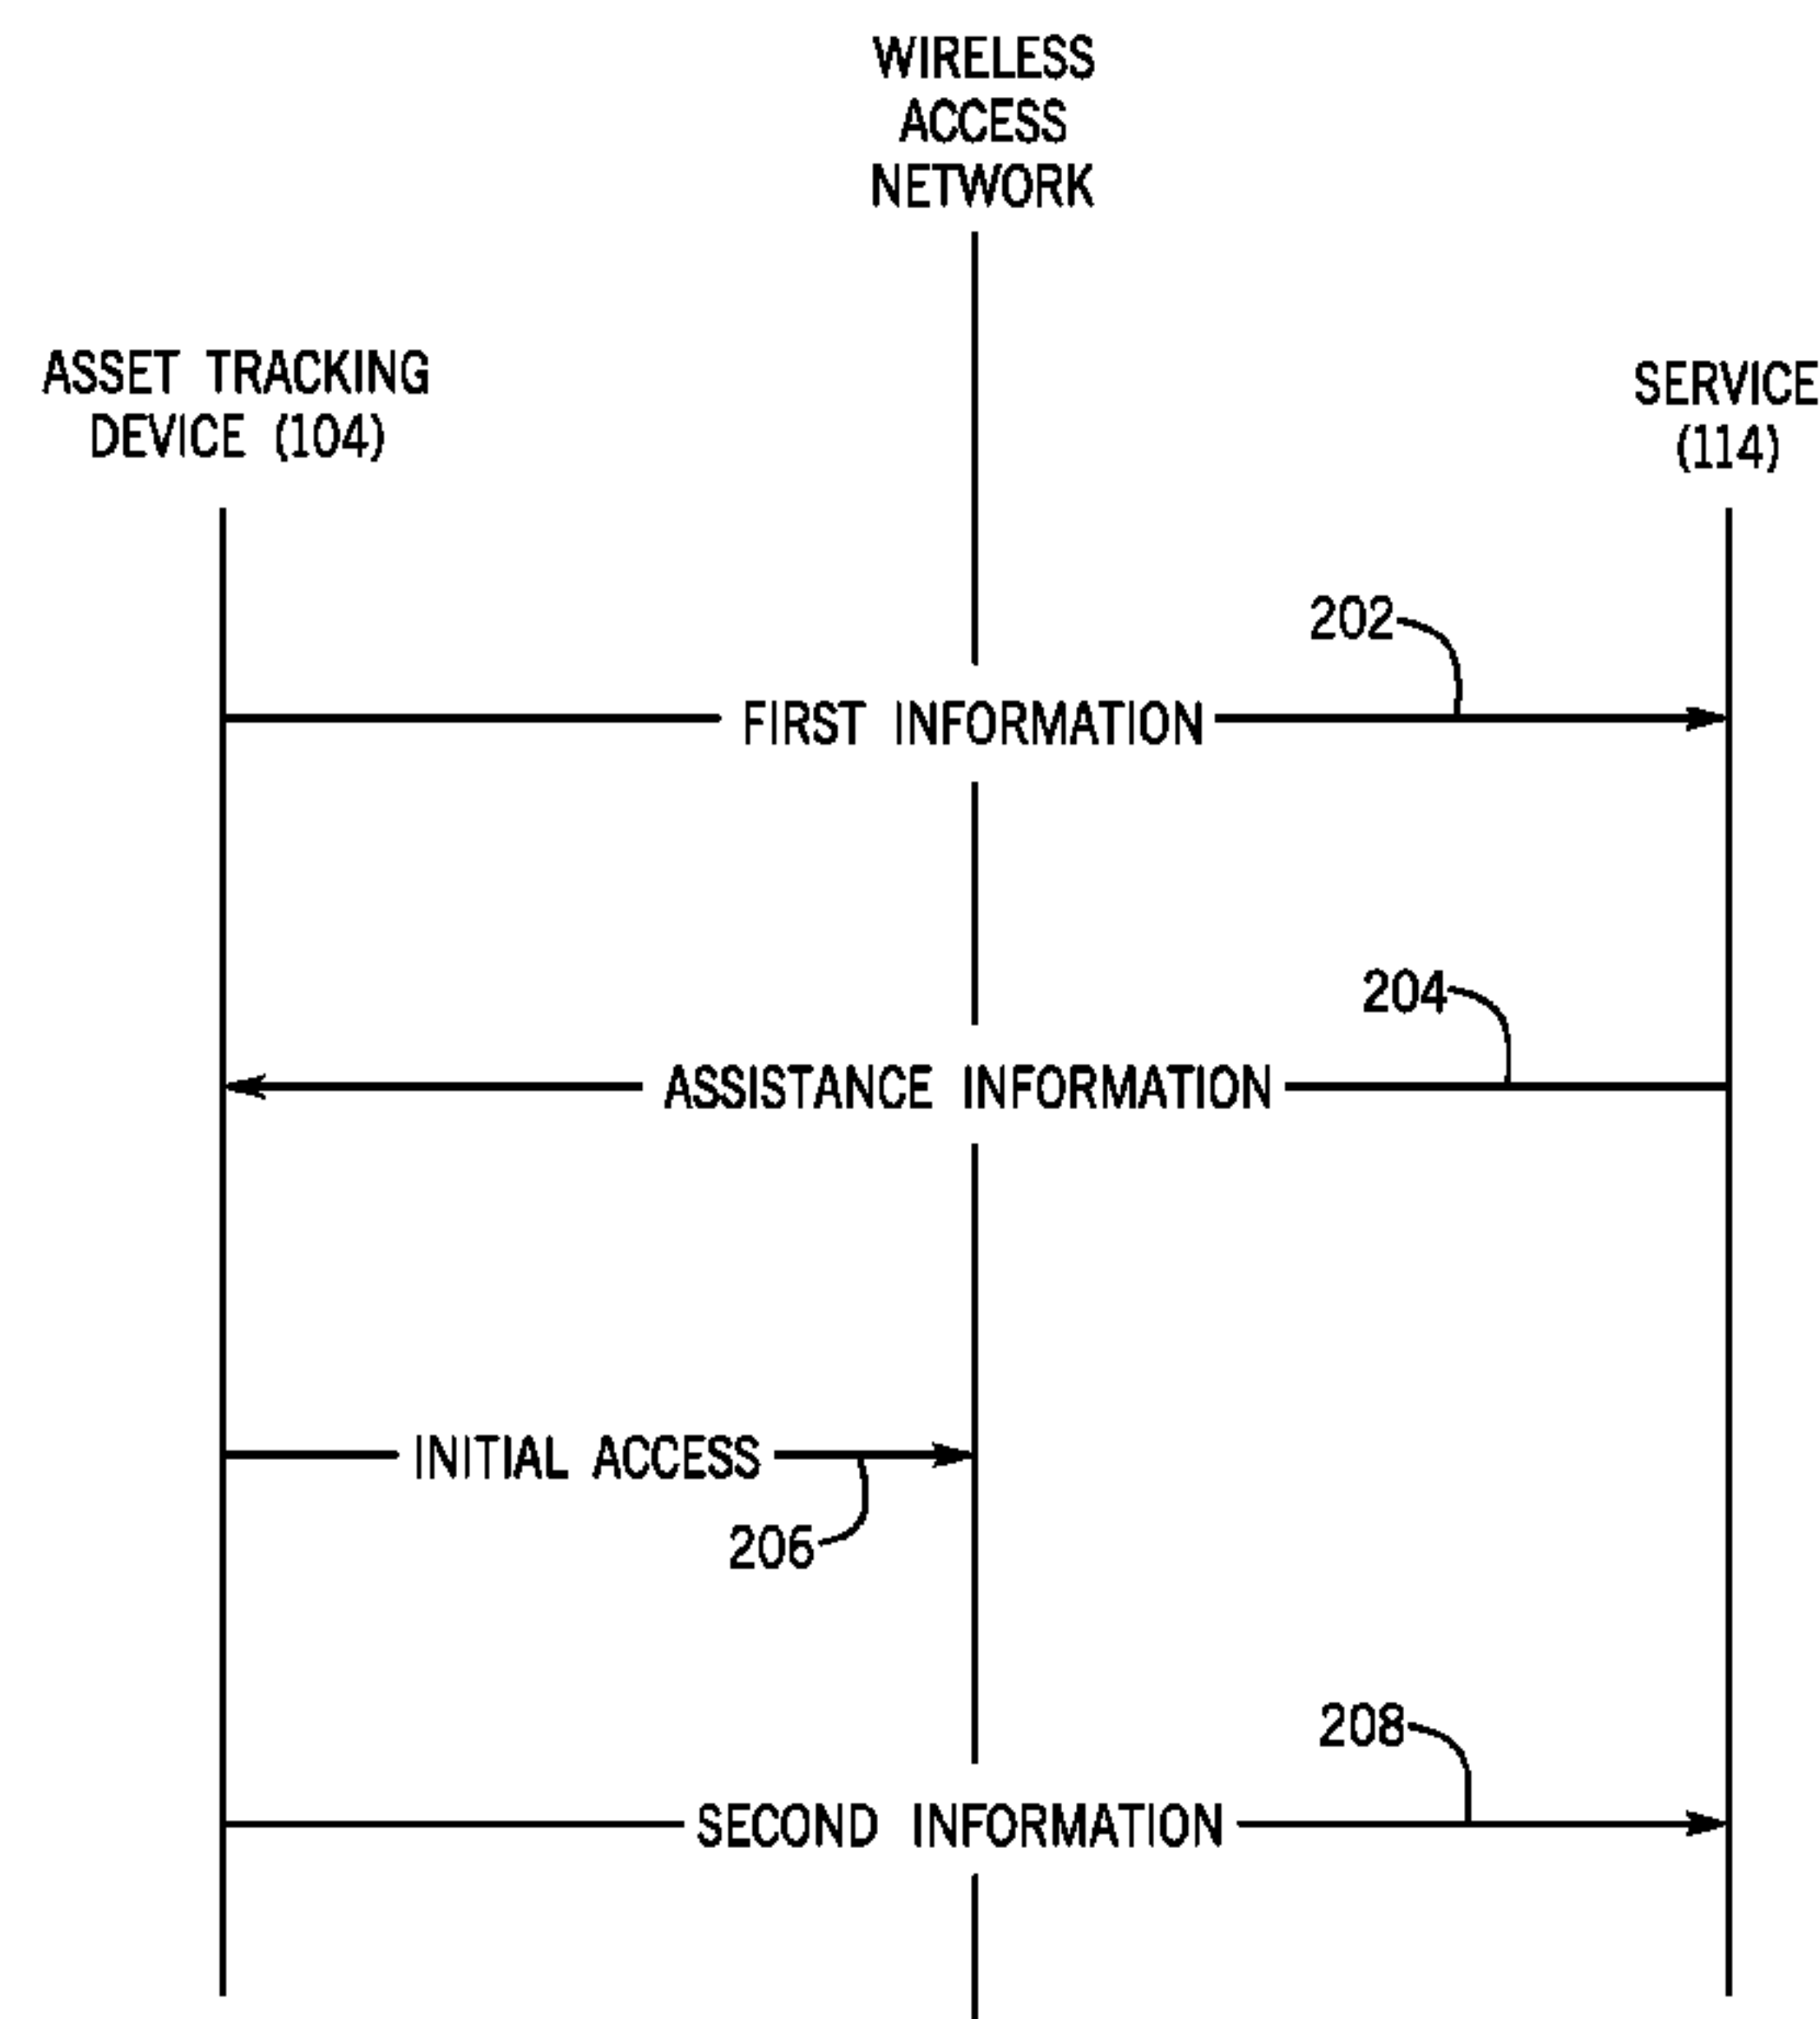 WIRELESS
ACCESS
NETWORK
ASSET TRACKING
DEVICE (104)
SERVICE
(114)
202
FIRST INFORMATION
204
ASSISTANCE INFORMATION
INITIAL ACCESS
206
208
SECOND INFORMATION